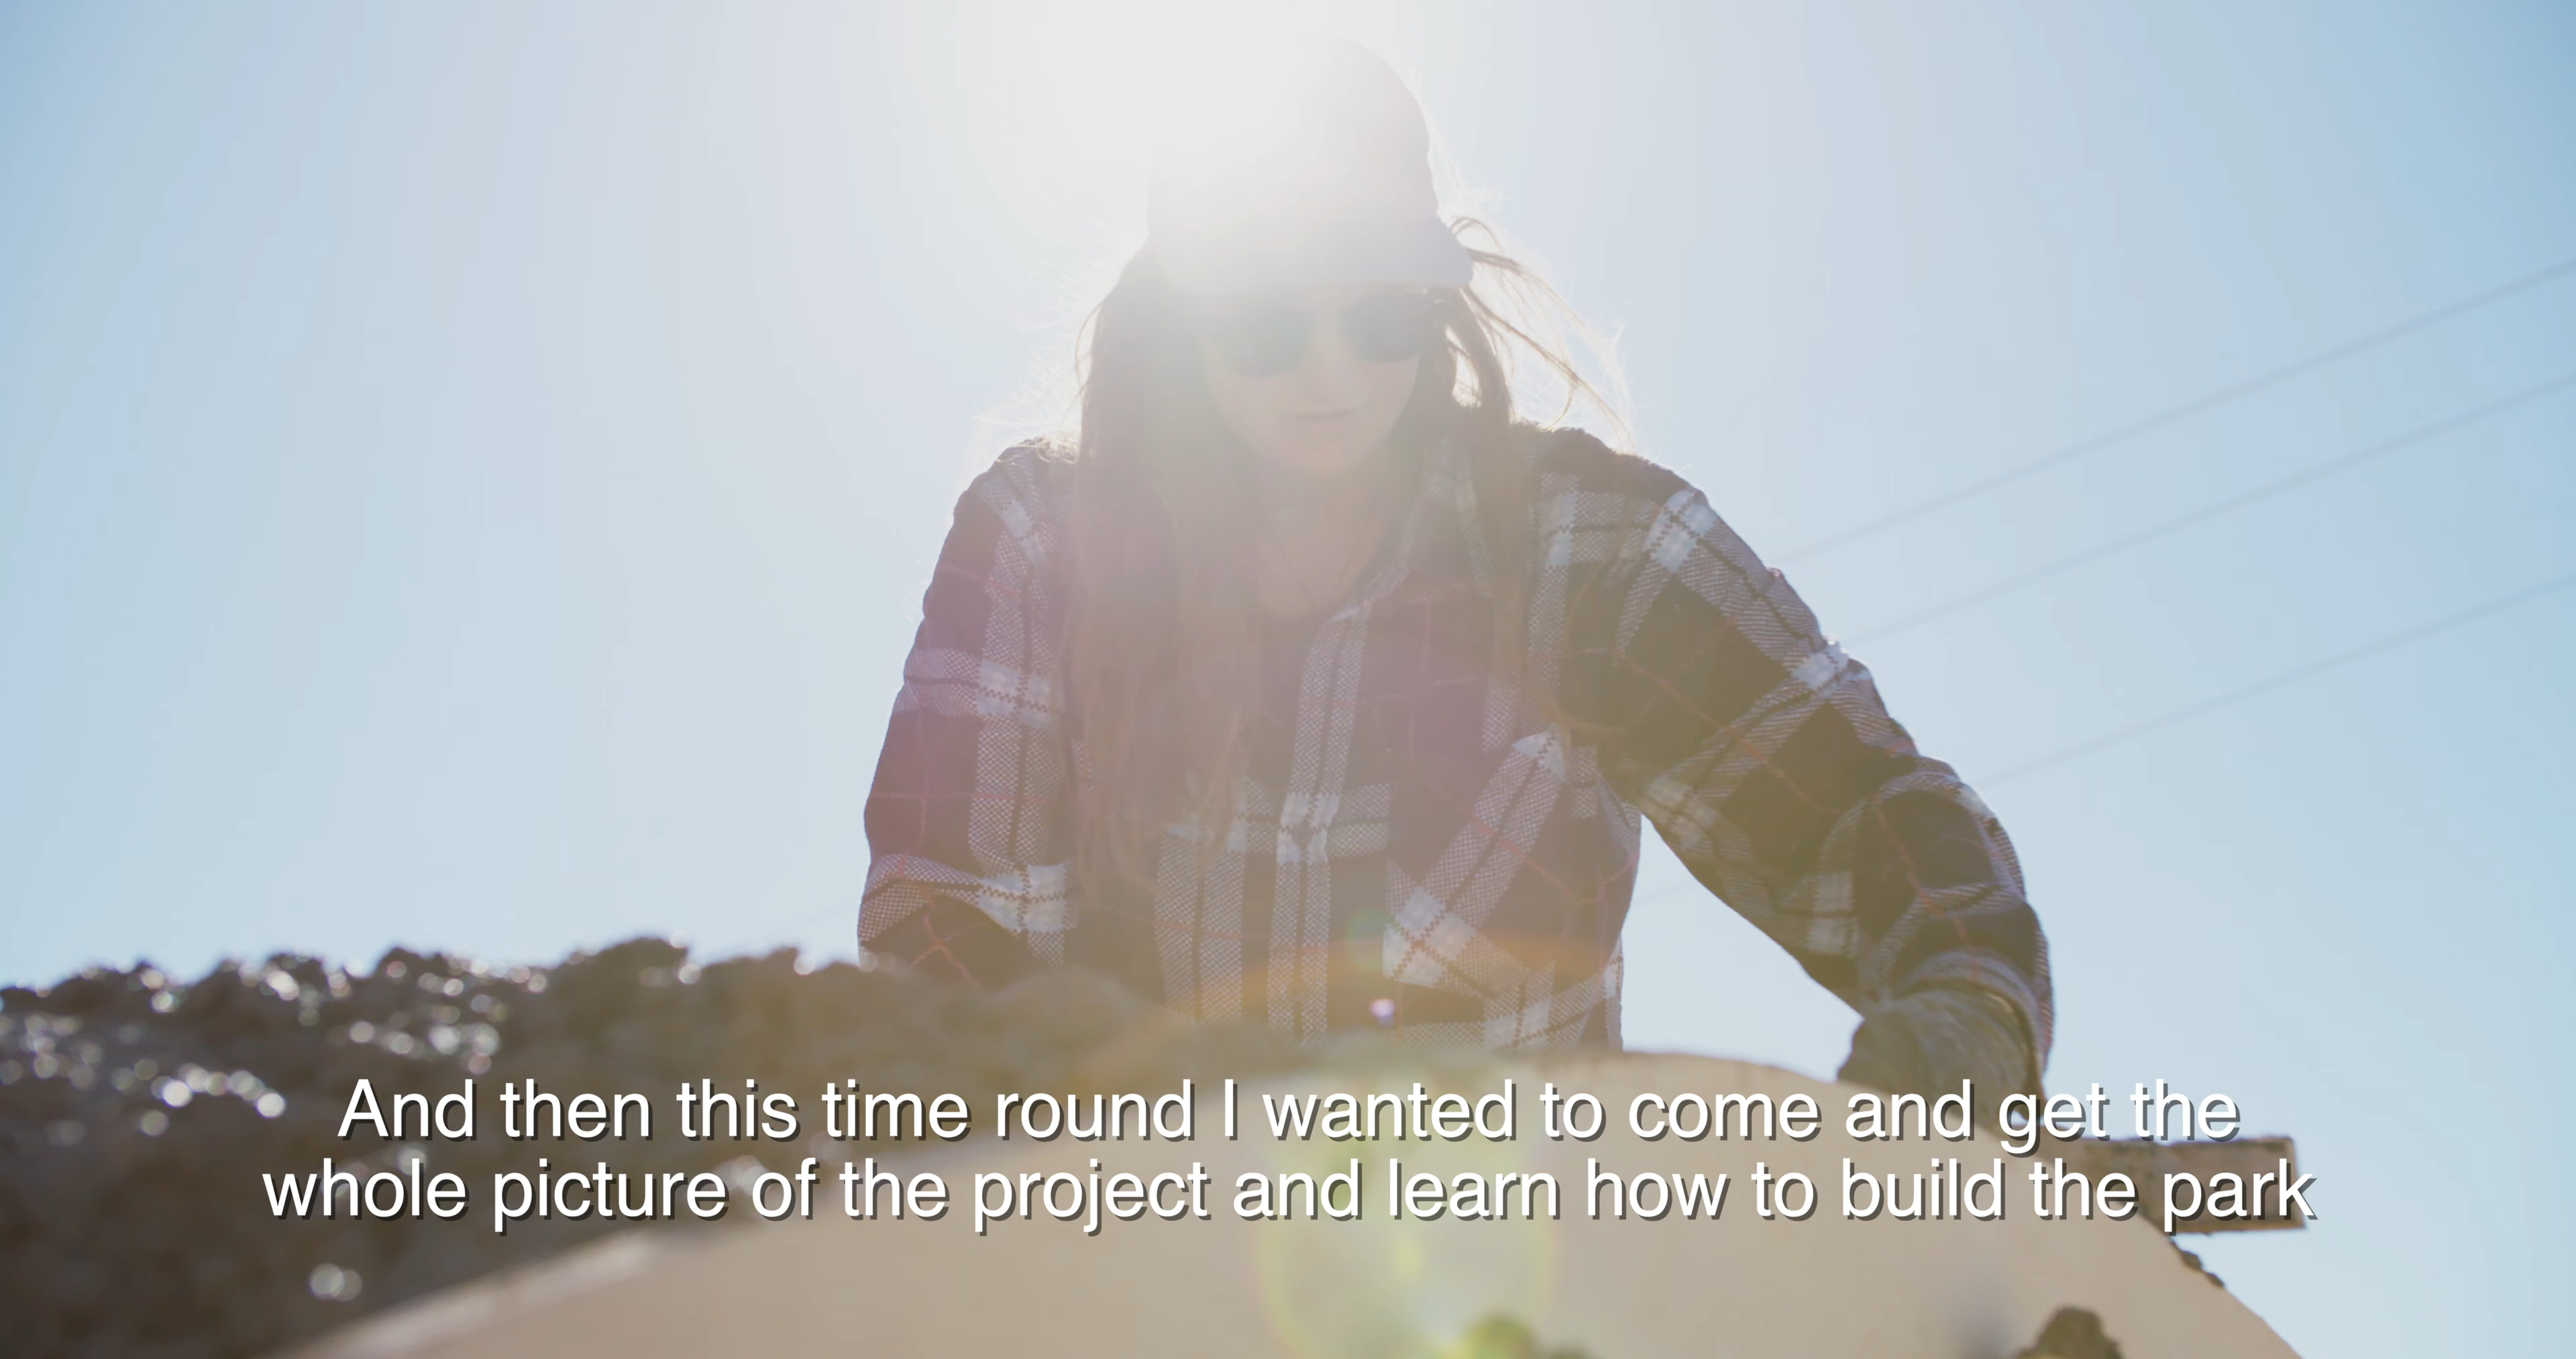 And then this time round I wanted to come and get the
whole picture of the project and learn how to build the park